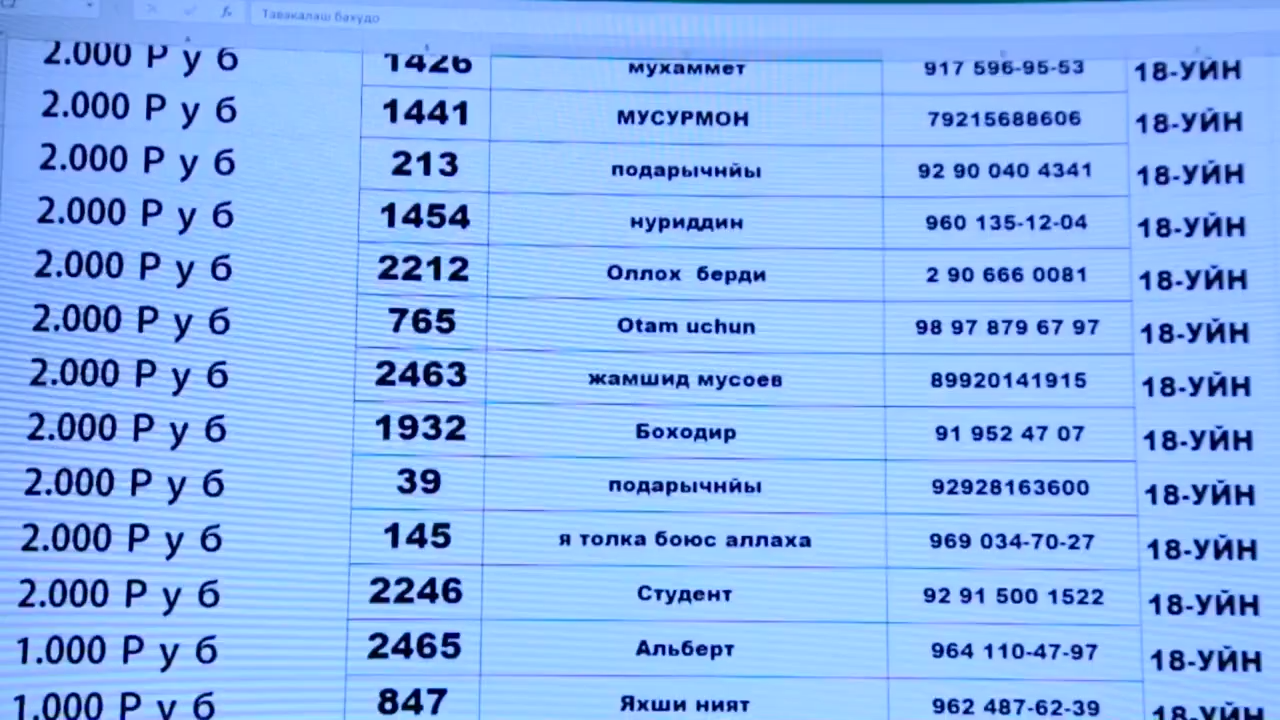 Тавакалаш бахудо
2.000 Р у б 1426 мухаммет 917 596-95-53 18-УЙН
2.000 Р у б 1441 МУСУРМОН 79215688606 18-УЙН
2.000 Р у б 213 подарычнйы 92 90 040 4341 18-УЙН
2.000 Р у б 1454 нуриддин 960 135-12-04 18-УЙН
2.000 Р у б 2212 Оллох берди 2 90 666 0081 18-УЙН
2.000 Р у б 765 Otam uchun 98 97 879 67 97 18-УЙН
2.000 Р у б 2463 жамшид мусоев 89920141915 18-УЙН
2.000 Р у б 1932 Боходир 91 952 47 07 18-УЙН
2.000 Р у б 39 подарычнйы 92928163600 18-УЙН
2.000 Р у б 145 я толка боюс аллаха 969 034-70-27 18-УЙН
2.000 Р у б 2246 Студент 92 91 500 1522 18-УЙН
1.000 Р у б 2465 Альберт 964 110-47-97 18-УЙН
1.000 Р у б 847 Яхши ният 962 487-62-39 18-УЙН